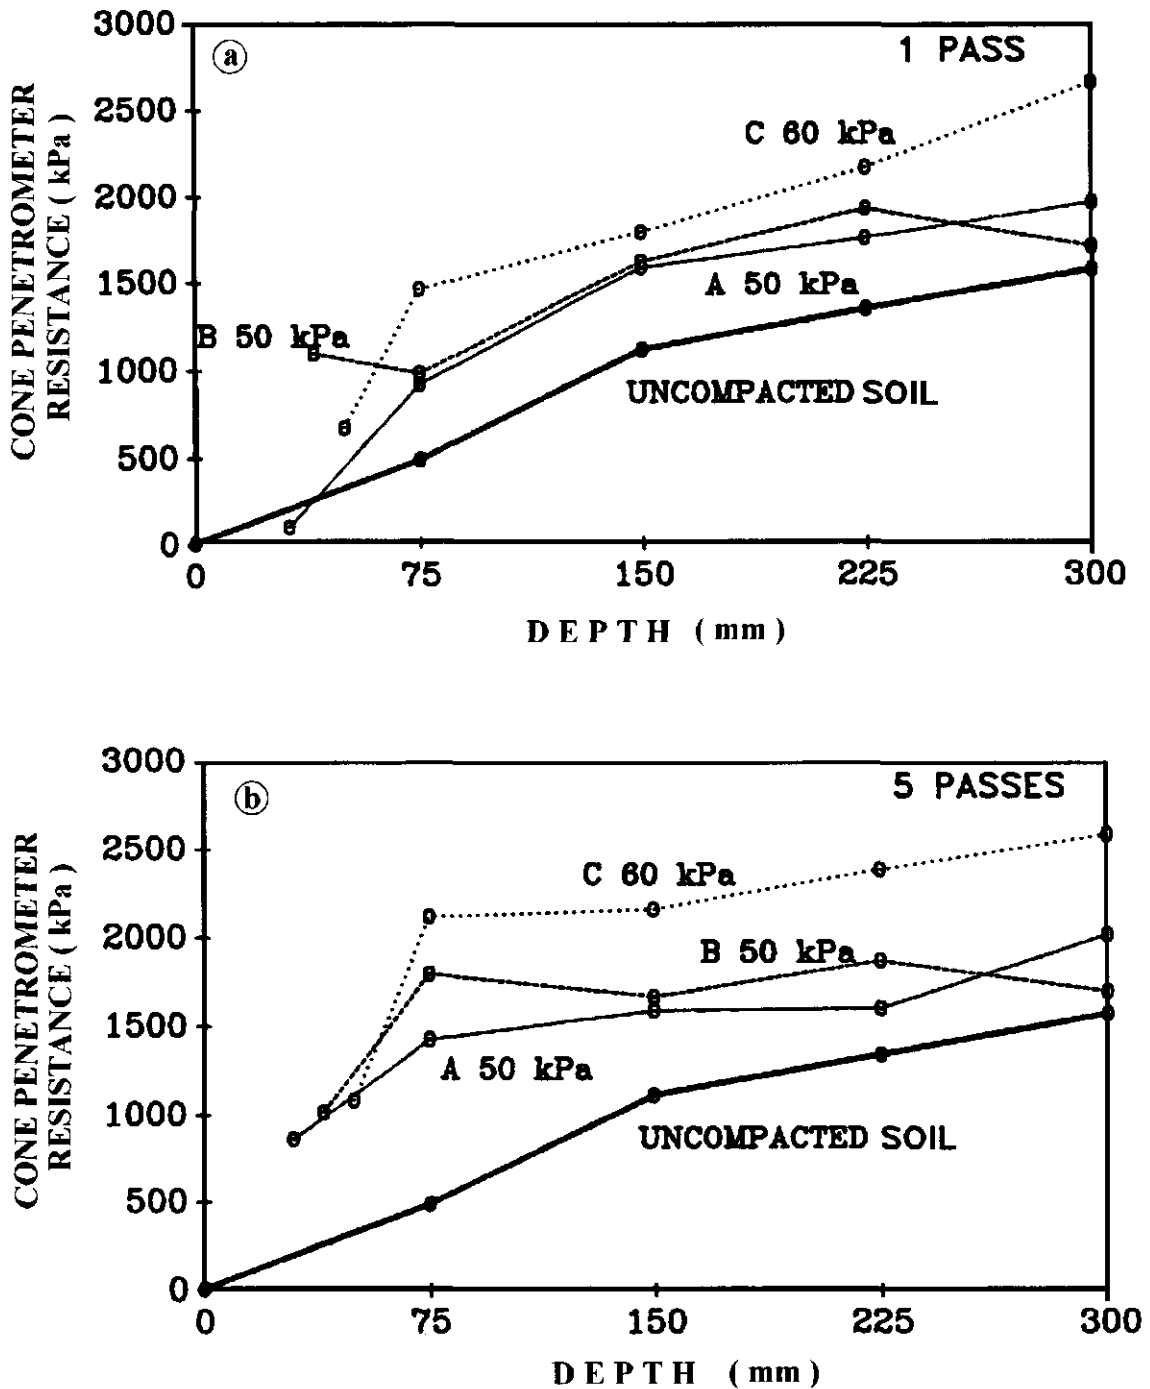 3000
a
1 PASS
2500
C 60 kPa
2000
1500
A 50 kPa
B 50 kPa
1000
UNCOMPACTED SOIL
500
0
0 75 150 225 300
CONE PENETROMETER
RESISTANCE (kPa)
DEPTH (mm)
3000
b
5 PASSES
2500
C 60 kPa
2000
B 50 kPa
1500
A 50 kPa
1000
UNCOMPACTED SOIL
500
0
0 75 150 225 300
CONE PENETROMETER
RESISTANCE (kPa)
DEPTH (mm)